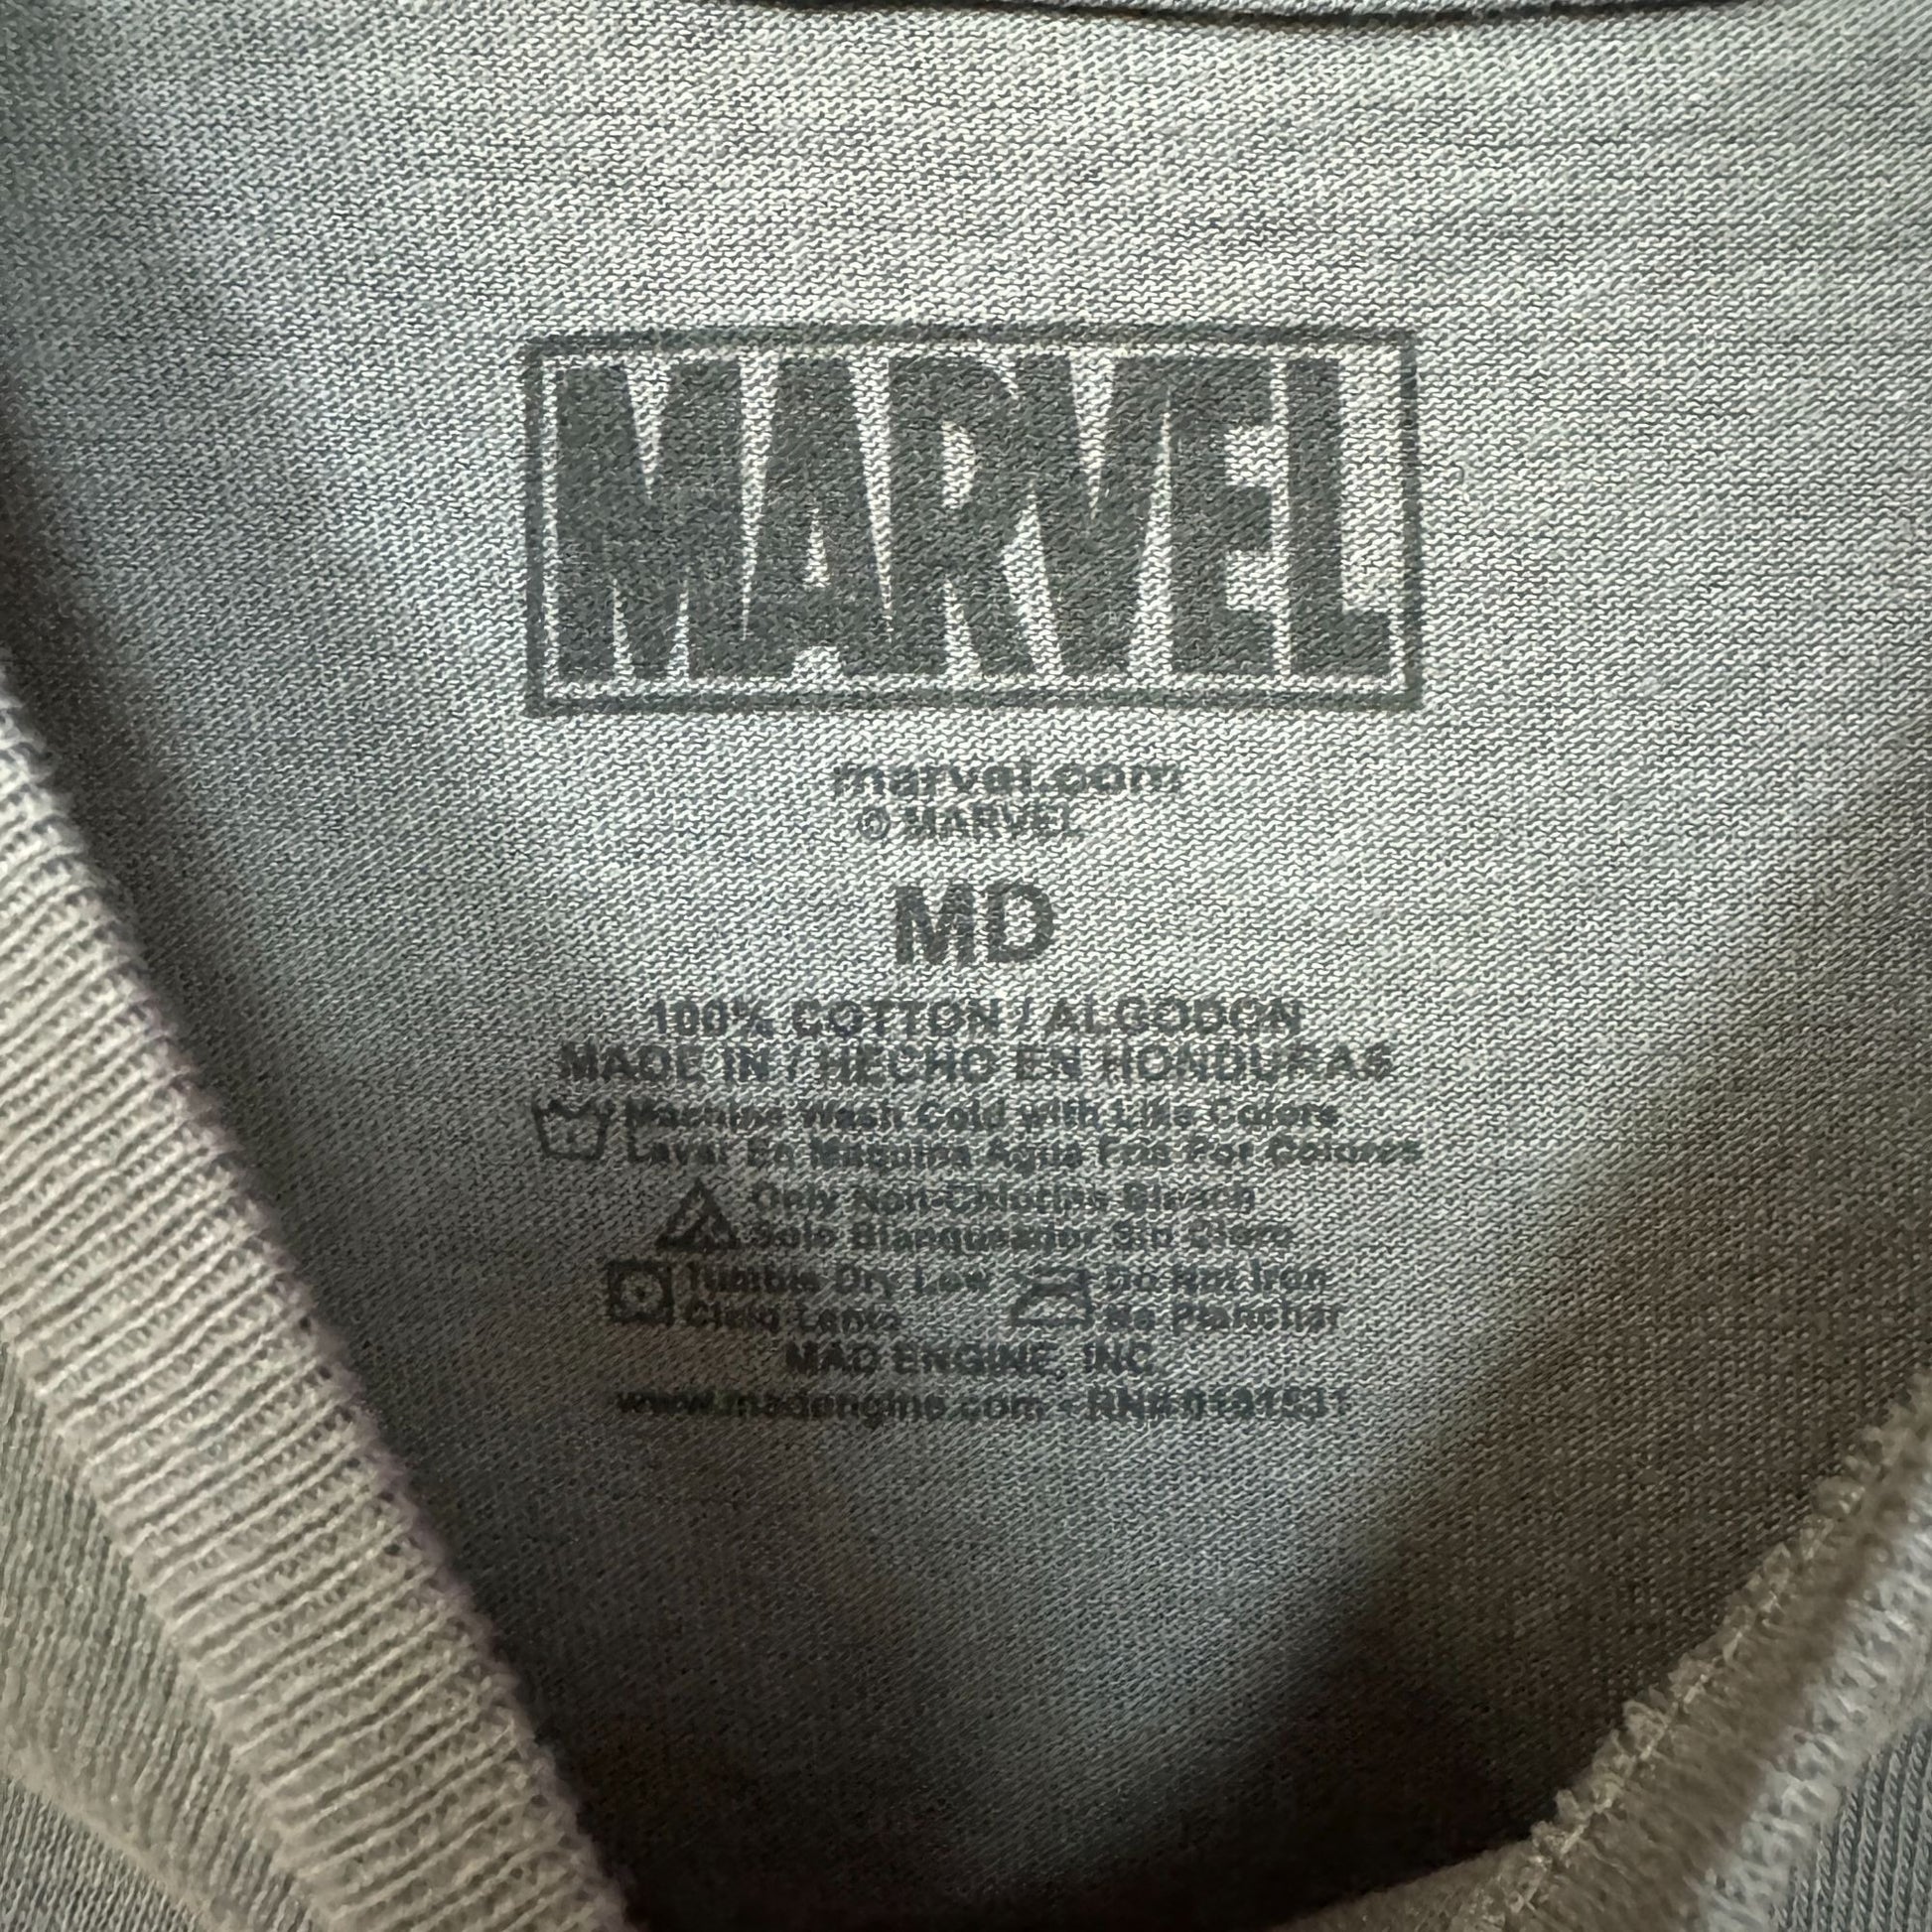 MARVEL
marvel.com
© MARVEL
MD
100% COTTON / ALGODON
MADE IN / HECHO EN HONDURAS
Machine Wash Cold with Like Colors
Lavar En Maquina Agua Fria Por Colores
Only Non-Chlorine Bleach
Solo Blanqueador Sin Cloro
Tumble Dry Low Do Not Iron
Ciclo Lento No Planchar
MAD ENGINE, INC.
www.madengine.com • RN#